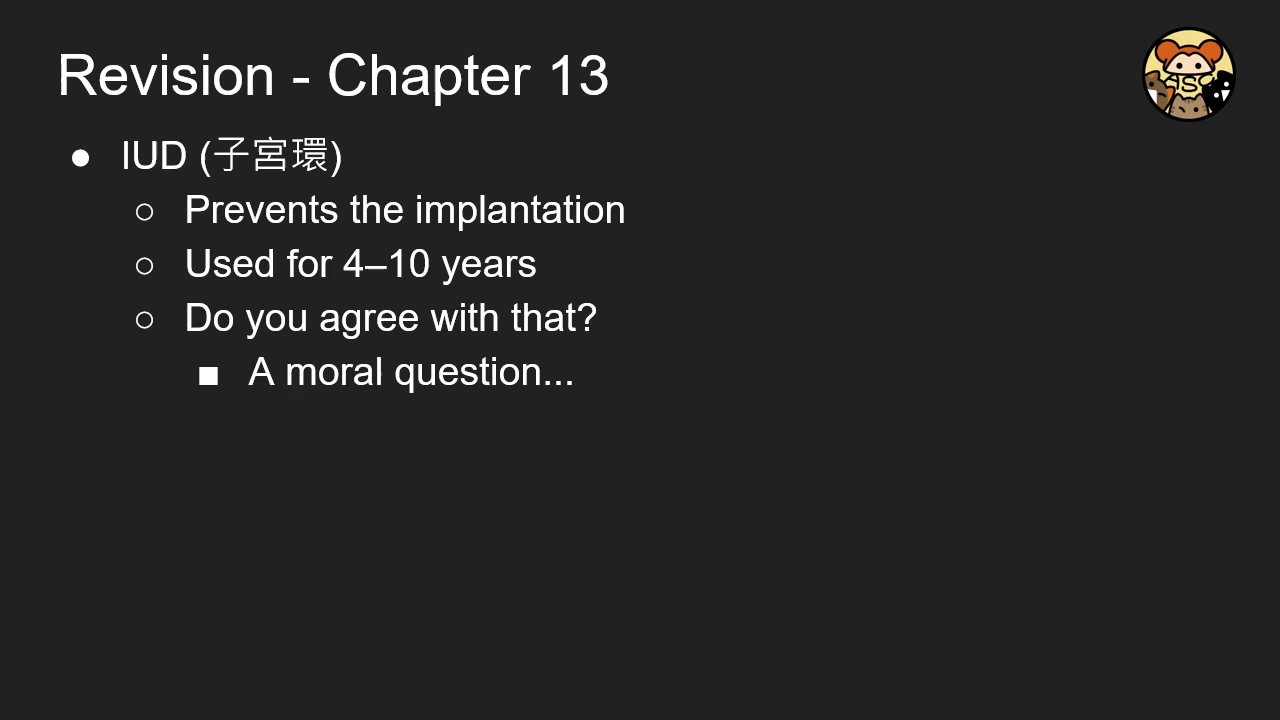 Revision - Chapter 13
● IUD (子宮環)
○ Prevents the implantation
○ Used for 4–10 years
○ Do you agree with that?
■ A moral question...
S